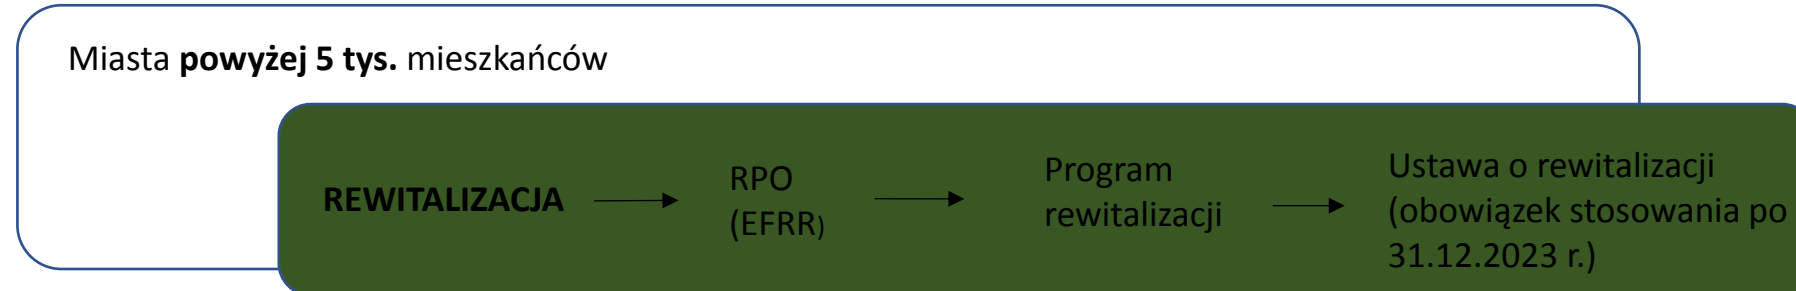 Miasta powyżej 5 tys. mieszkańców
REWITALIZACJA
RPO
(EFRR)
Program
rewitalizacji
Ustawa o rewitalizacji
(obowiązek stosowania po
31.12.2023 r.)